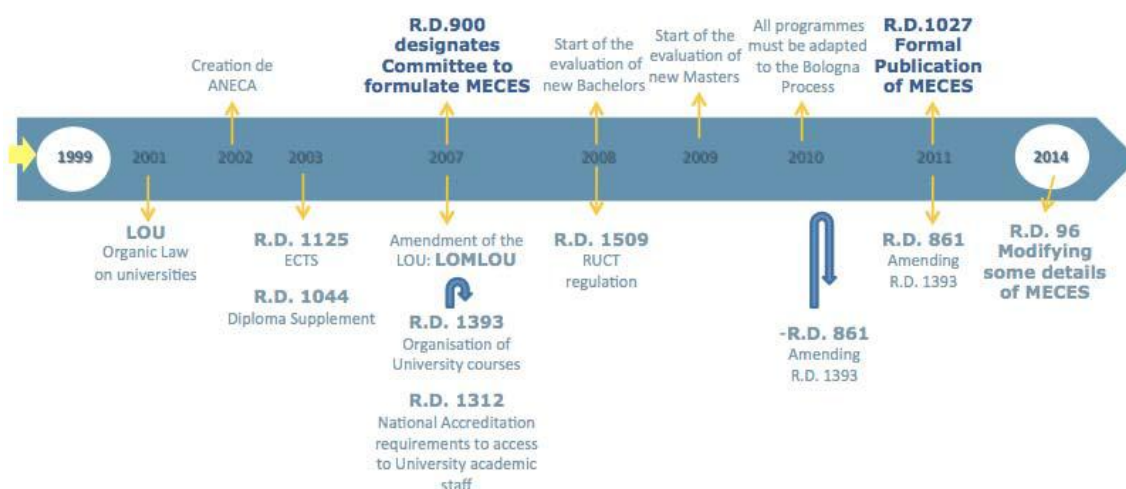 R.D.900
designates
Committee to
formulate MECES
Creation de
ANECA
Start of the
evaluation of
new Bachelors
Start of the
evaluation of
new Masters
All programmes
must be adapted
to the Bologna
Process
R.D.1027
Formal
Publication
of MECES
1999
2001
2002
2003
2007
2008
2009
2010
2011
2014
LOU
Organic Law
on universities
R.D. 1125
ECTS
R.D. 1044
Diploma Supplement
Amendment of the
LOU: LOMLOU
R.D. 1393
Organisation of
University courses
R.D. 1312
National Accreditation
requirements to access
to University academic
staff
R.D. 1509
RUCT
regulation
-R.D. 861
Amending
R.D. 1393
R.D. 861
Amending
R.D. 1393
R.D. 96
Modifying
some details
of MECES